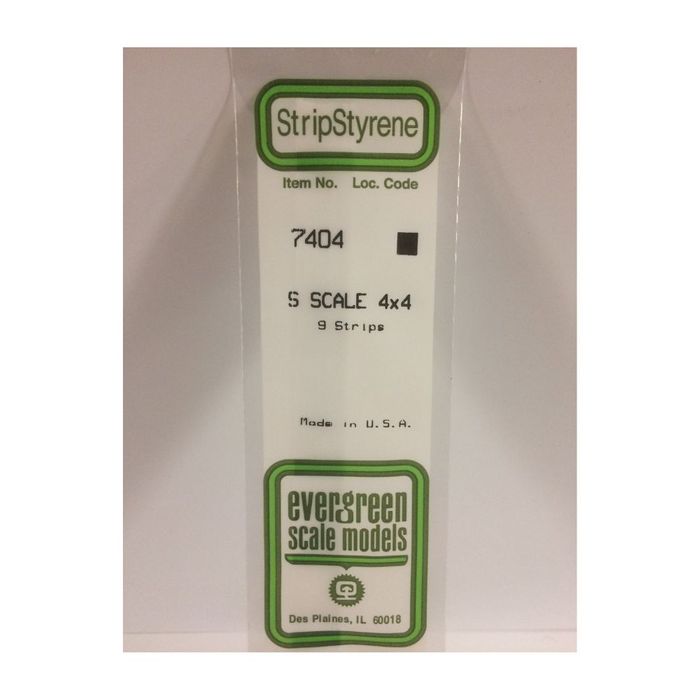 StripStyrene
Item No. Loc. Code
7404
S SCALE 4x4
9 Strips
Made in U.S.A.
evergreen
scale models
Des Plaines, IL 60018